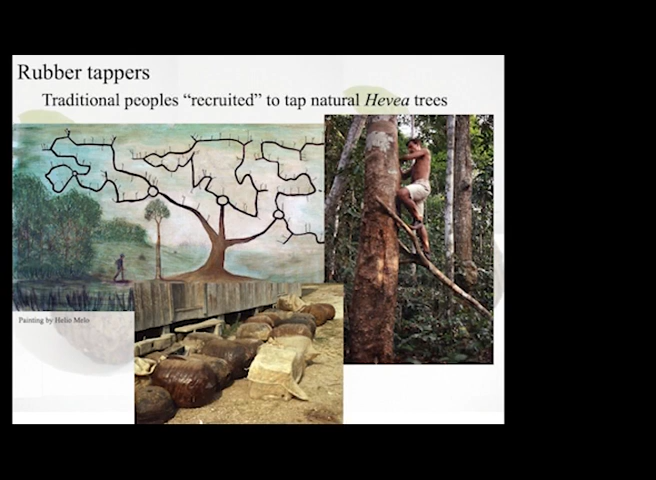 Rubber tappers
Traditional peoples “recruited” to tap natural Hevea trees
Painting by Helio Melo